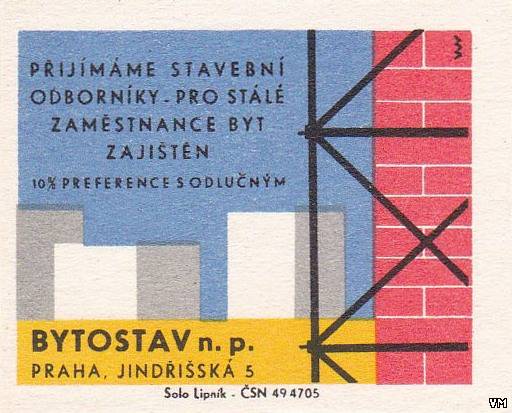 PŘIJÍMÁME STAVEBNÍ
ODBORNÍKY - PRO STÁLÉ
ZAMĚSTNANCE BYT
ZAJIŠTĚN
10% PREFERENCE S ODLUČNÝM
BYTOSTAV n. p.
PRAHA, JINDŘIŠSKÁ 5
Solo Lipník - ČSN 49 4705
VM